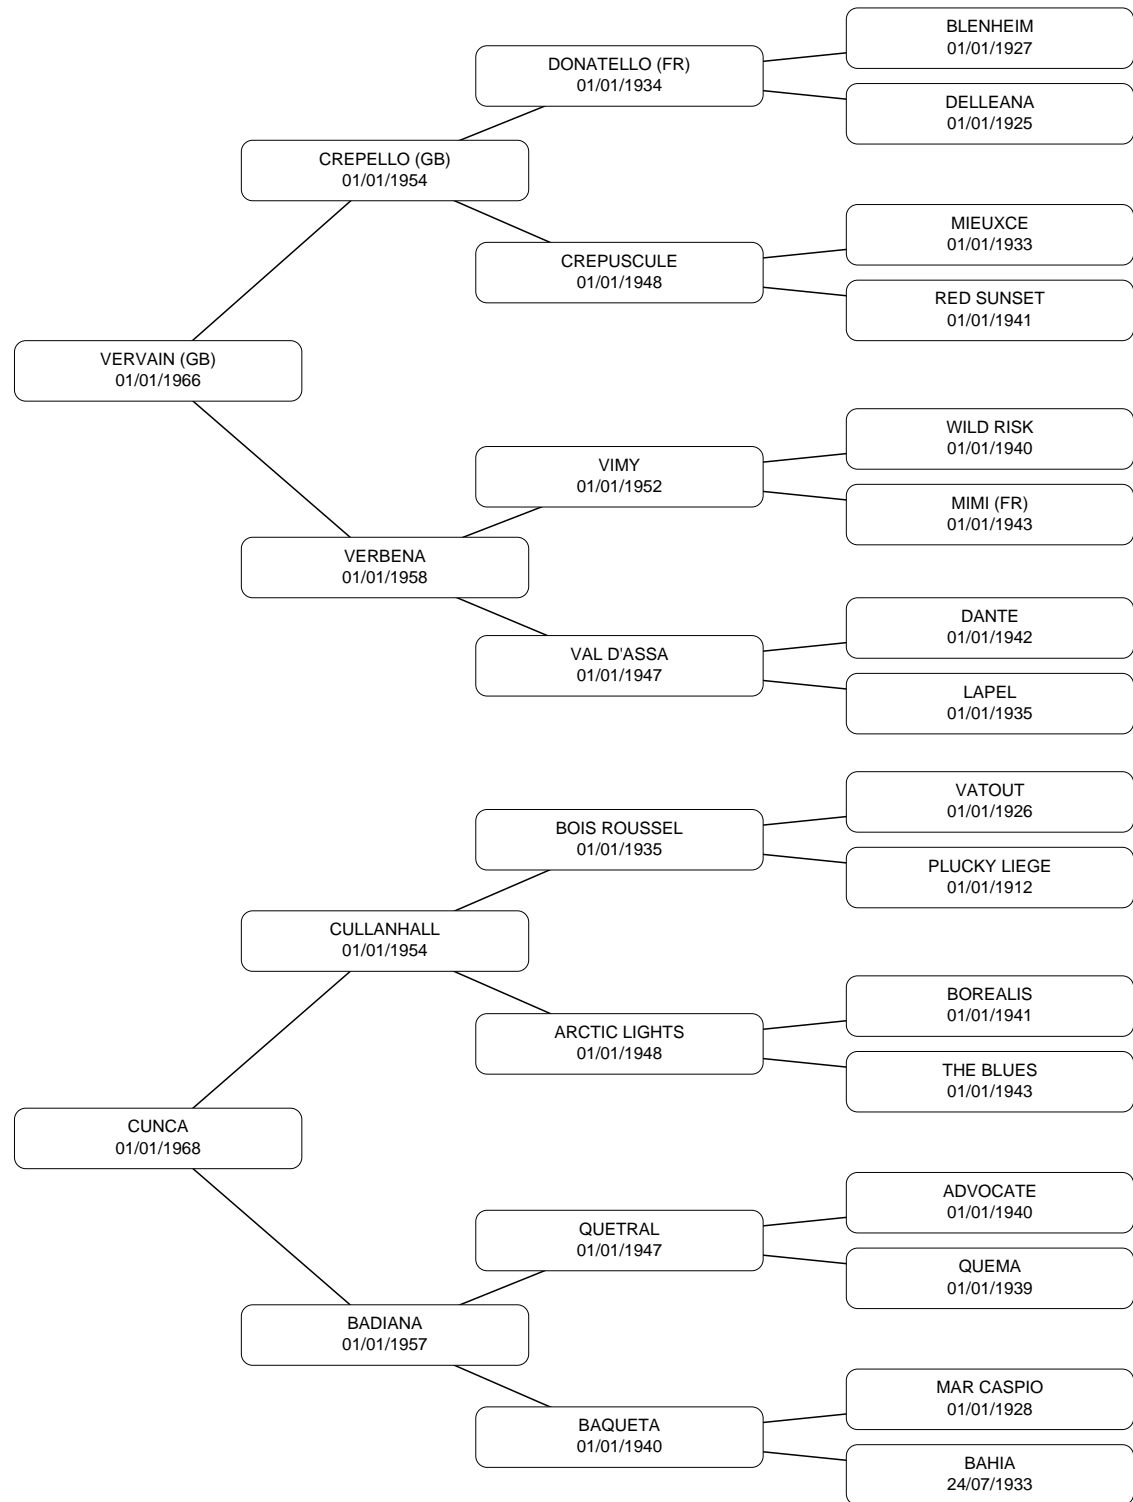 BLENHEIM
01/01/1927
DONATELLO (FR)
01/01/1934
DELLEANA
01/01/1925
CREPELLO (GB)
01/01/1954
MIEUXCE
01/01/1933
CREPUSCULE
01/01/1948
RED SUNSET
01/01/1941
VERVAIN (GB)
01/01/1966
WILD RISK
01/01/1940
VIMY
01/01/1952
MIMI (FR)
01/01/1943
VERBENA
01/01/1958
DANTE
01/01/1942
VAL D'ASSA
01/01/1947
LAPEL
01/01/1935
VATOUT
01/01/1926
BOIS ROUSSEL
01/01/1935
PLUCKY LIEGE
01/01/1912
CULLANHALL
01/01/1954
BOREALIS
01/01/1941
ARCTIC LIGHTS
01/01/1948
THE BLUES
01/01/1943
CUNCA
01/01/1968
ADVOCATE
01/01/1940
QUETRAL
01/01/1947
QUEMA
01/01/1939
BADIANA
01/01/1957
MAR CASPIO
01/01/1928
BAQUETA
01/01/1940
BAHIA
24/07/1933